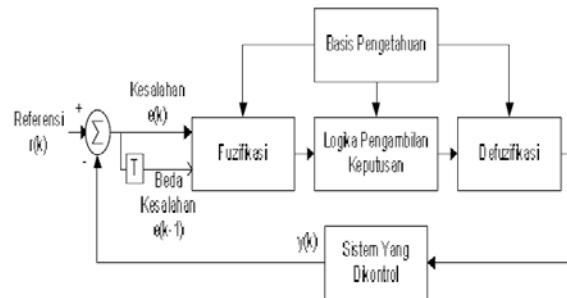 Basis Pengetahuan
Kesalahan
e(k)
Referensi
r(k)
+
-
Σ
T
Beda
Kesalahan
e(k-1)
Fuzifikasi
Logika Pengambilan
Keputusan
Defuzifikasi
y(k)
Sistem Yang
Dikontrol